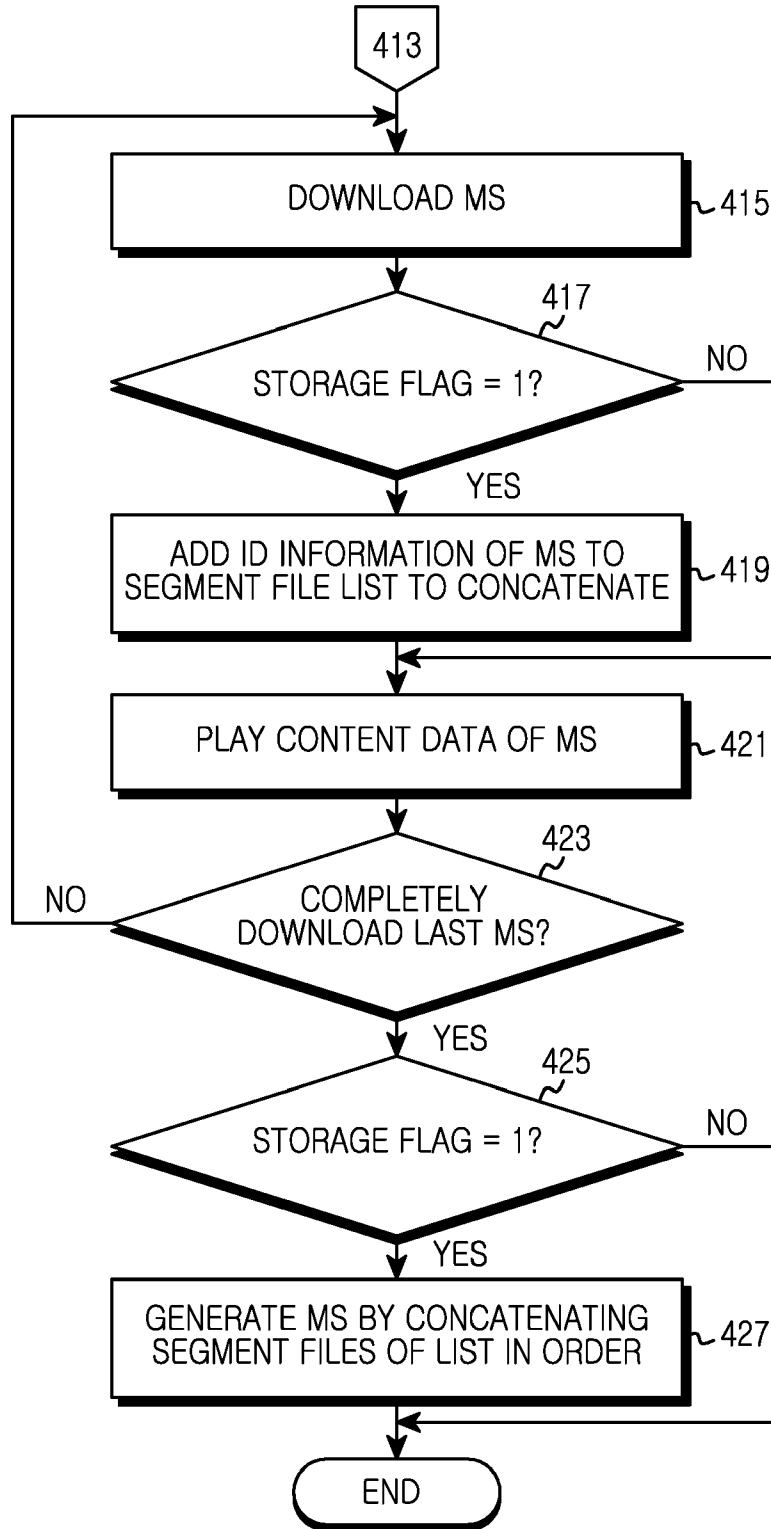 413
DOWNLOAD MS
415
417
STORAGE FLAG = 1?
NO
YES
ADD ID INFORMATION OF MS TO
SEGMENT FILE LIST TO CONCATENATE
419
PLAY CONTENT DATA OF MS
421
423
NO
COMPLETELY
DOWNLOAD LAST MS?
YES
425
STORAGE FLAG = 1?
NO
YES
GENERATE MS BY CONCATENATING
SEGMENT FILES OF LIST IN ORDER
427
END